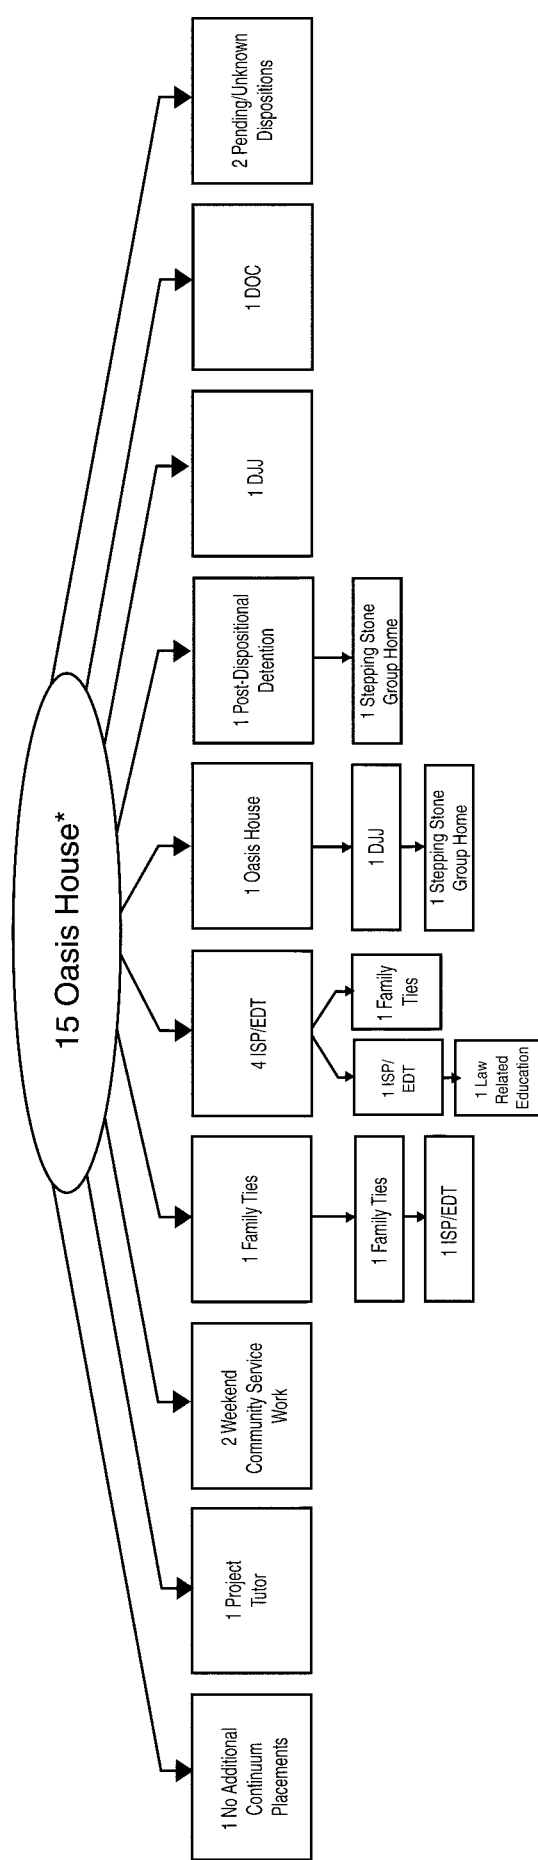 15 Oasis House*
1 No Additional
Continuum
Placements
1 Project
Tutor
2 Weekend
Community Service
Work
1 Family Ties
4 ISP/EDT
1 Oasis House
1 Post-Dispositional
Detention
1 DJJ
1 DOC
2 Pending/Unknown
Dispositions
1 Family Ties
1 ISP/EDT
1 ISP/
EDT
1 Law
Related
Education
1 Family
Ties
1 DJJ
1 Stepping Stone
Group Home
1 Stepping Stone
Group Home